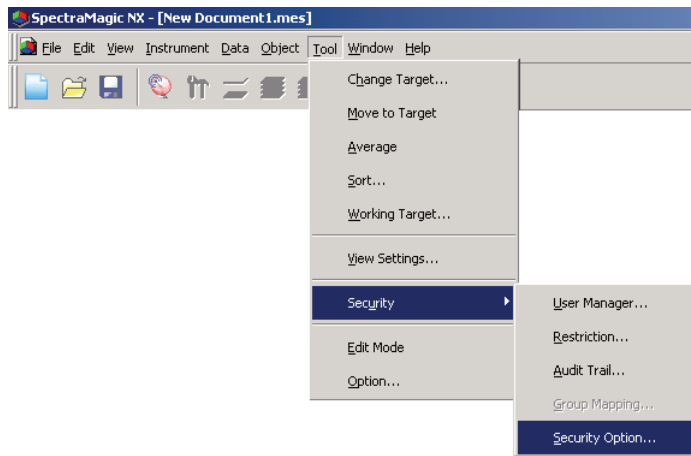 SpectraMagic NX - [New Document1.mes]
File Edit View Instrument Data Object Tool Window Help
Change Target...
Move to Target
Average
Sort...
Working Target...
View Settings...
Security
User Manager...
Restriction...
Edit Mode
Audit Trail...
Option...
Group Mapping...
Security Option...